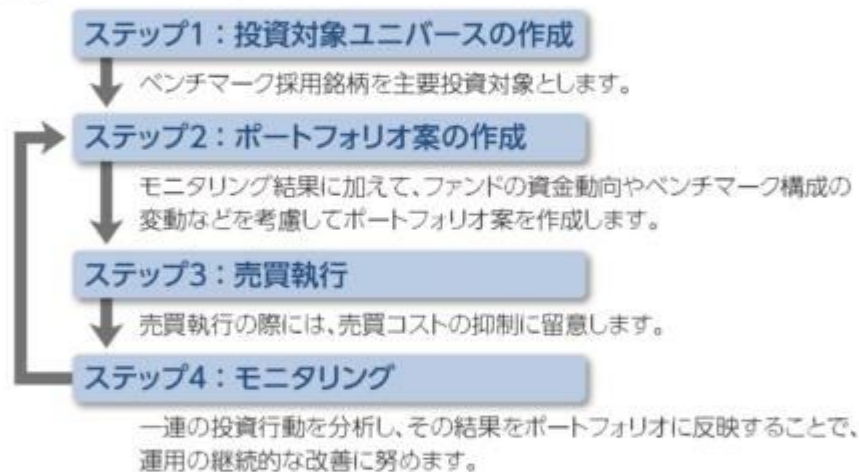 ステップ1：投資対象ユニバースの作成
ベンチマーク採用銘柄を主要投資対象とします。
ステップ2：ポートフォリオ案の作成
モニタリング結果に加えて、ファンドの資金動向やベンチマーク構成の
変動などを考慮してポートフォリオ案を作成します。
ステップ3：売買執行
売買執行の際には、売買コストの抑制に留意します。
ステップ4：モニタリング
一連の投資行動を分析し、その結果をポートフォリオに反映することで、
運用の継続的な改善に努めます。